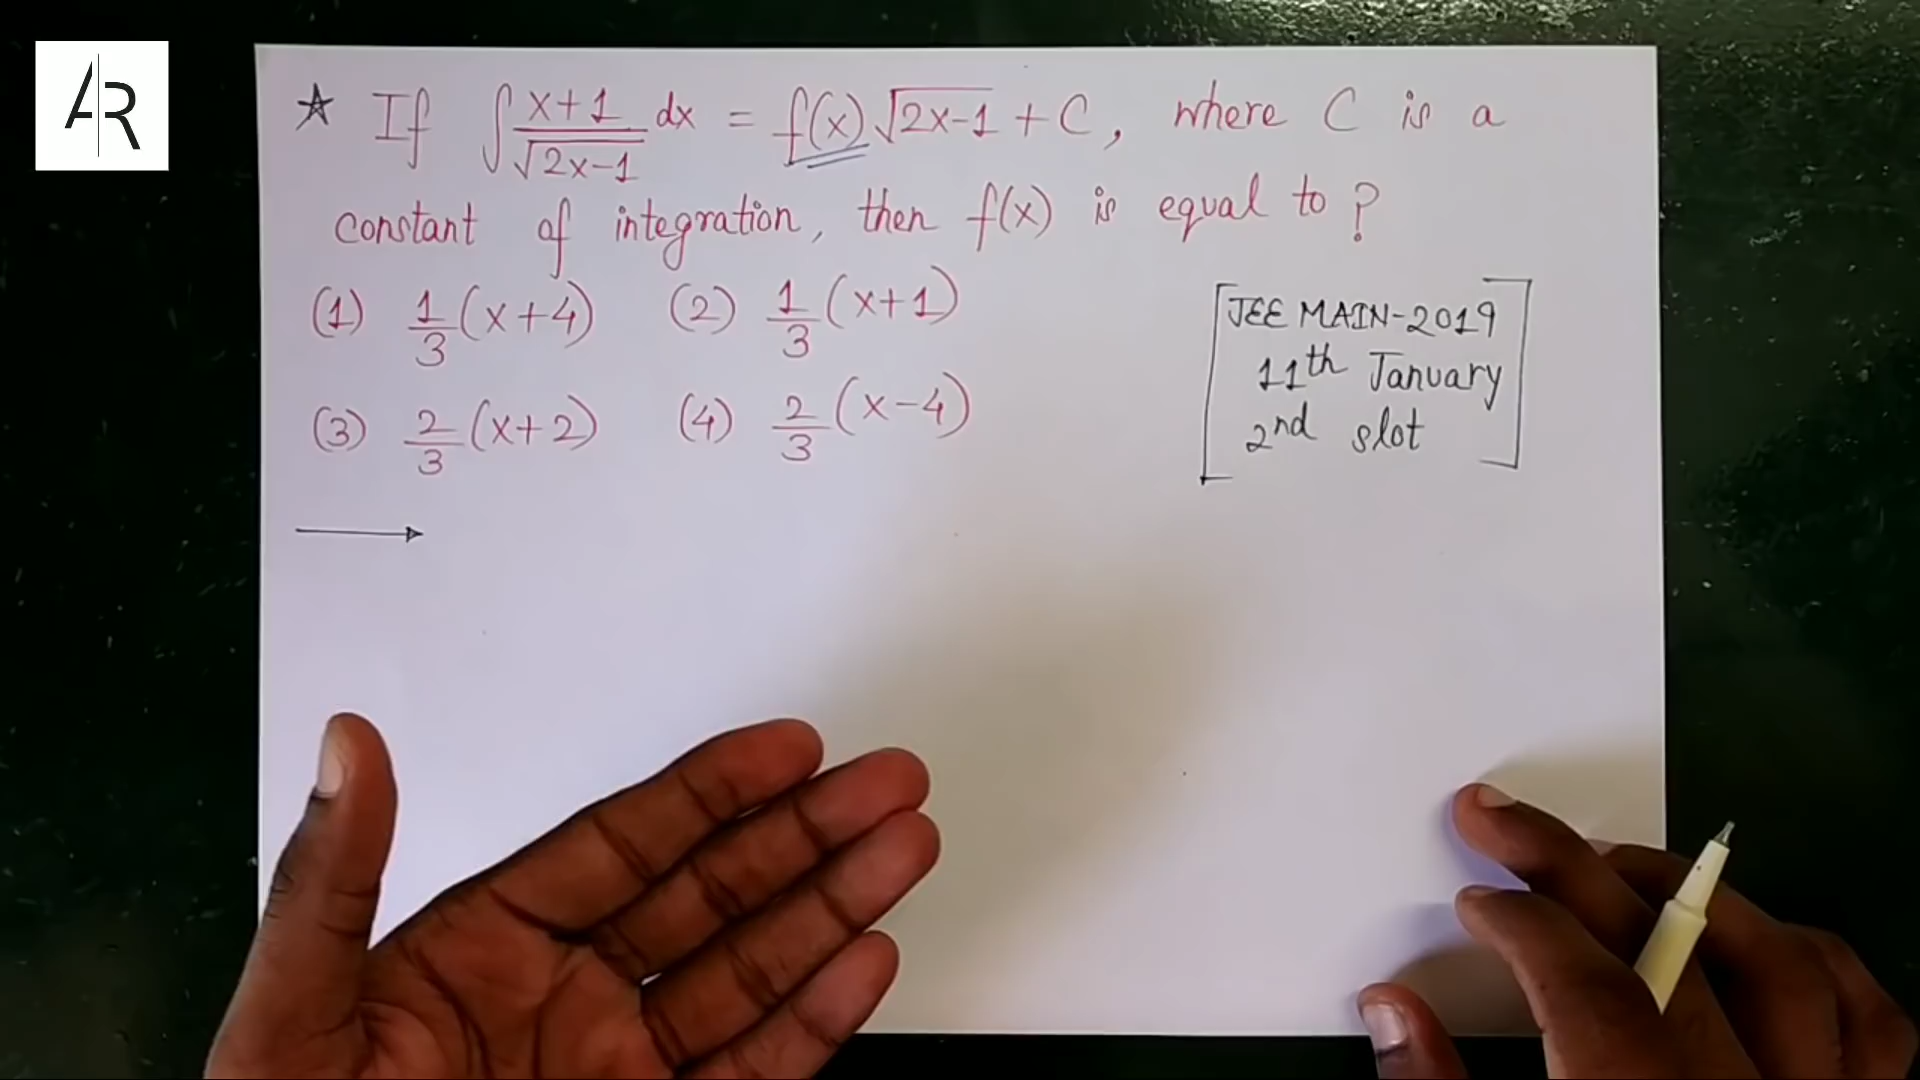 AR
☆ If ∫ (x+1)/√(2x-1) dx = f(x) √(2x-1) + C, where C is a
constant of integration, then f(x) is equal to ?
(1) 1/3 (x+4) (2) 1/3 (x+1)
(3) 2/3 (x+2) (4) 2/3 (x-4)
[JEE MAIN-2019
11th January
2nd slot]